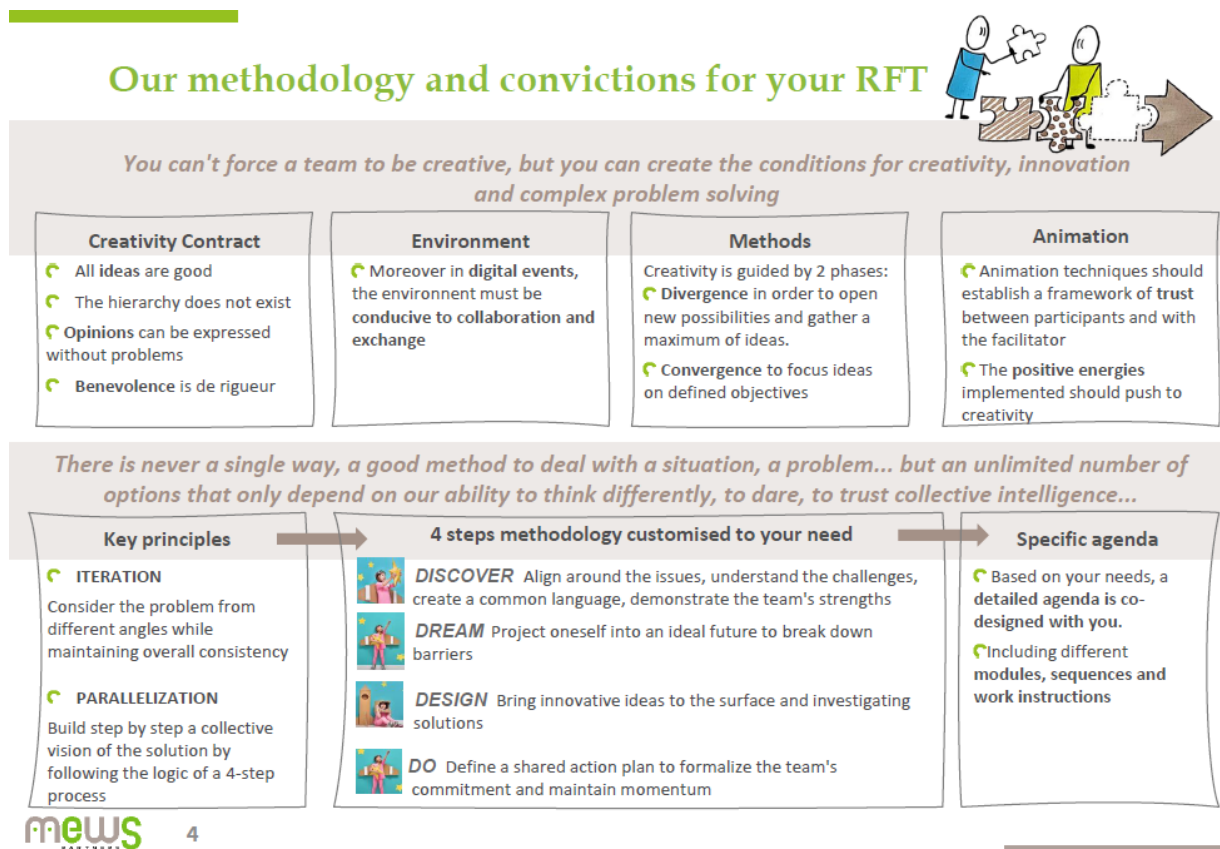 Our methodology and convictions for your RFT
You can't force a team to be creative, but you can create the conditions for creativity, innovation
and complex problem solving
Creativity Contract
All ideas are good
The hierarchy does not exist
Opinions can be expressed
without problems
Benevolence is de rigueur
Environment
Moreover in digital events,
the environnent must be
conducive to collaboration and
exchange
Methods
Creativity is guided by 2 phases:
Divergence in order to open
new possibilities and gather a
maximum of ideas.
Convergence to focus ideas
on defined objectives
Animation
Animation techniques should
establish a framework of trust
between participants and with
the facilitator
The positive energies
implemented should push to
creativity
There is never a single way, a good method to deal with a situation, a problem... but an unlimited number of
options that only depend on our ability to think differently, to dare, to trust collective intelligence...
Key principles
ITERATION
Consider the problem from
different angles while
maintaining overall consistency
PARALLELIZATION
Build step by step a collective
vision of the solution by
following the logic of a 4-step
process
4 steps methodology customised to your need
DISCOVER Align around the issues, understand the challenges,
create a common language, demonstrate the team's strengths
DREAM Project oneself into an ideal future to break down
barriers
DESIGN Bring innovative ideas to the surface and investigating
solutions
DO Define a shared action plan to formalize the team's
commitment and maintain momentum
Specific agenda
Based on your needs, a
detailed agenda is co-
designed with you.
Including different
modules, sequences and
work instructions
mews
4